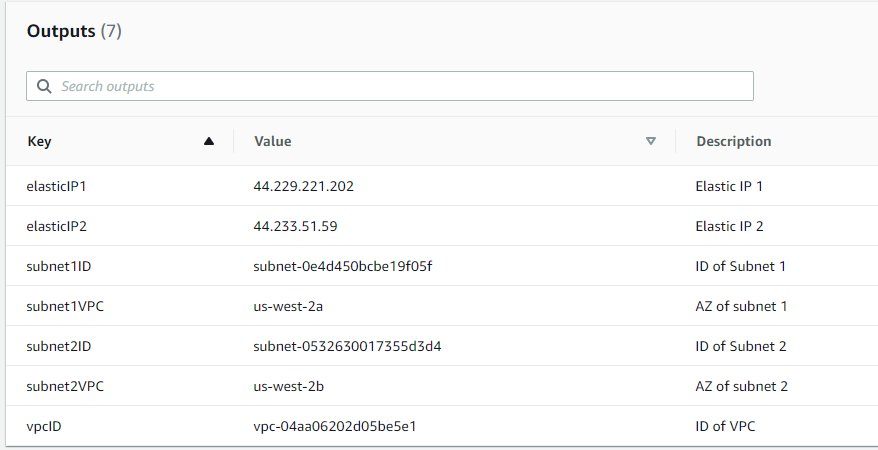 Outputs (7)
Search outputs
Key Value Description
elasticIP1 44.229.221.202 Elastic IP 1
elasticIP2 44.233.51.59 Elastic IP 2
subnet1ID subnet-0e4d450bcbe19f05f ID of Subnet 1
subnet1VPC us-west-2a AZ of subnet 1
subnet2ID subnet-0532630017355d3d4 ID of Subnet 2
subnet2VPC us-west-2b AZ of subnet 2
vpcID vpc-04aa06202d05be5e1 ID of VPC